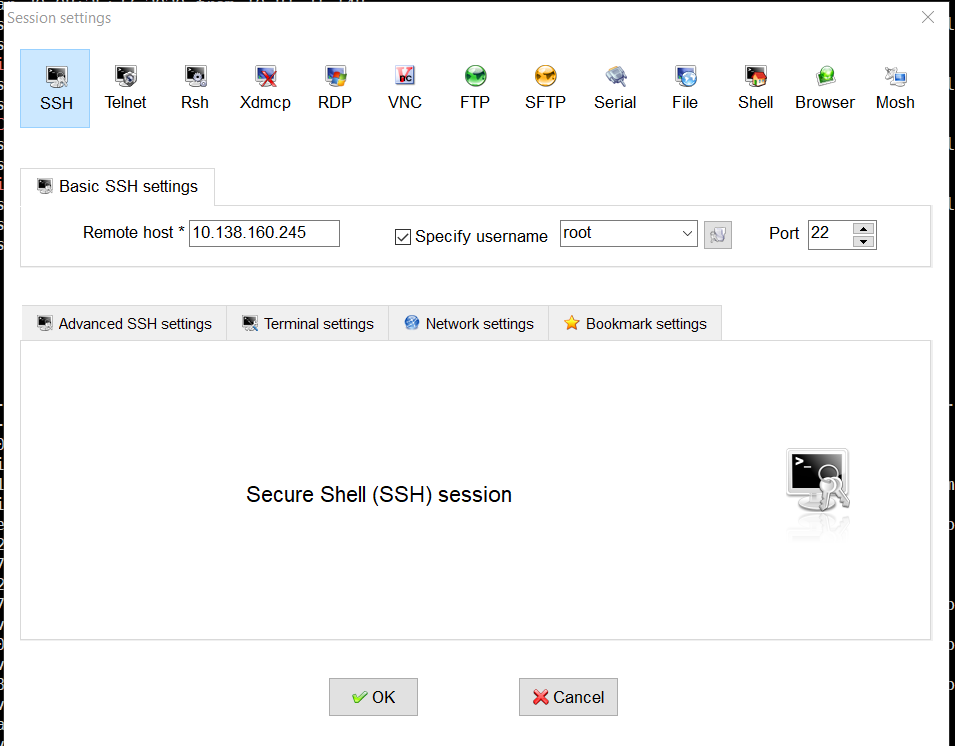 Session settings
SSH Telnet Rsh Xdmcp RDP VNC FTP SFTP Serial File Shell Browser Mosh
Basic SSH settings
Remote host * 10.138.160.245 Specify username root Port 22
Advanced SSH settings Terminal settings Network settings Bookmark settings
Secure Shell (SSH) session
OK Cancel